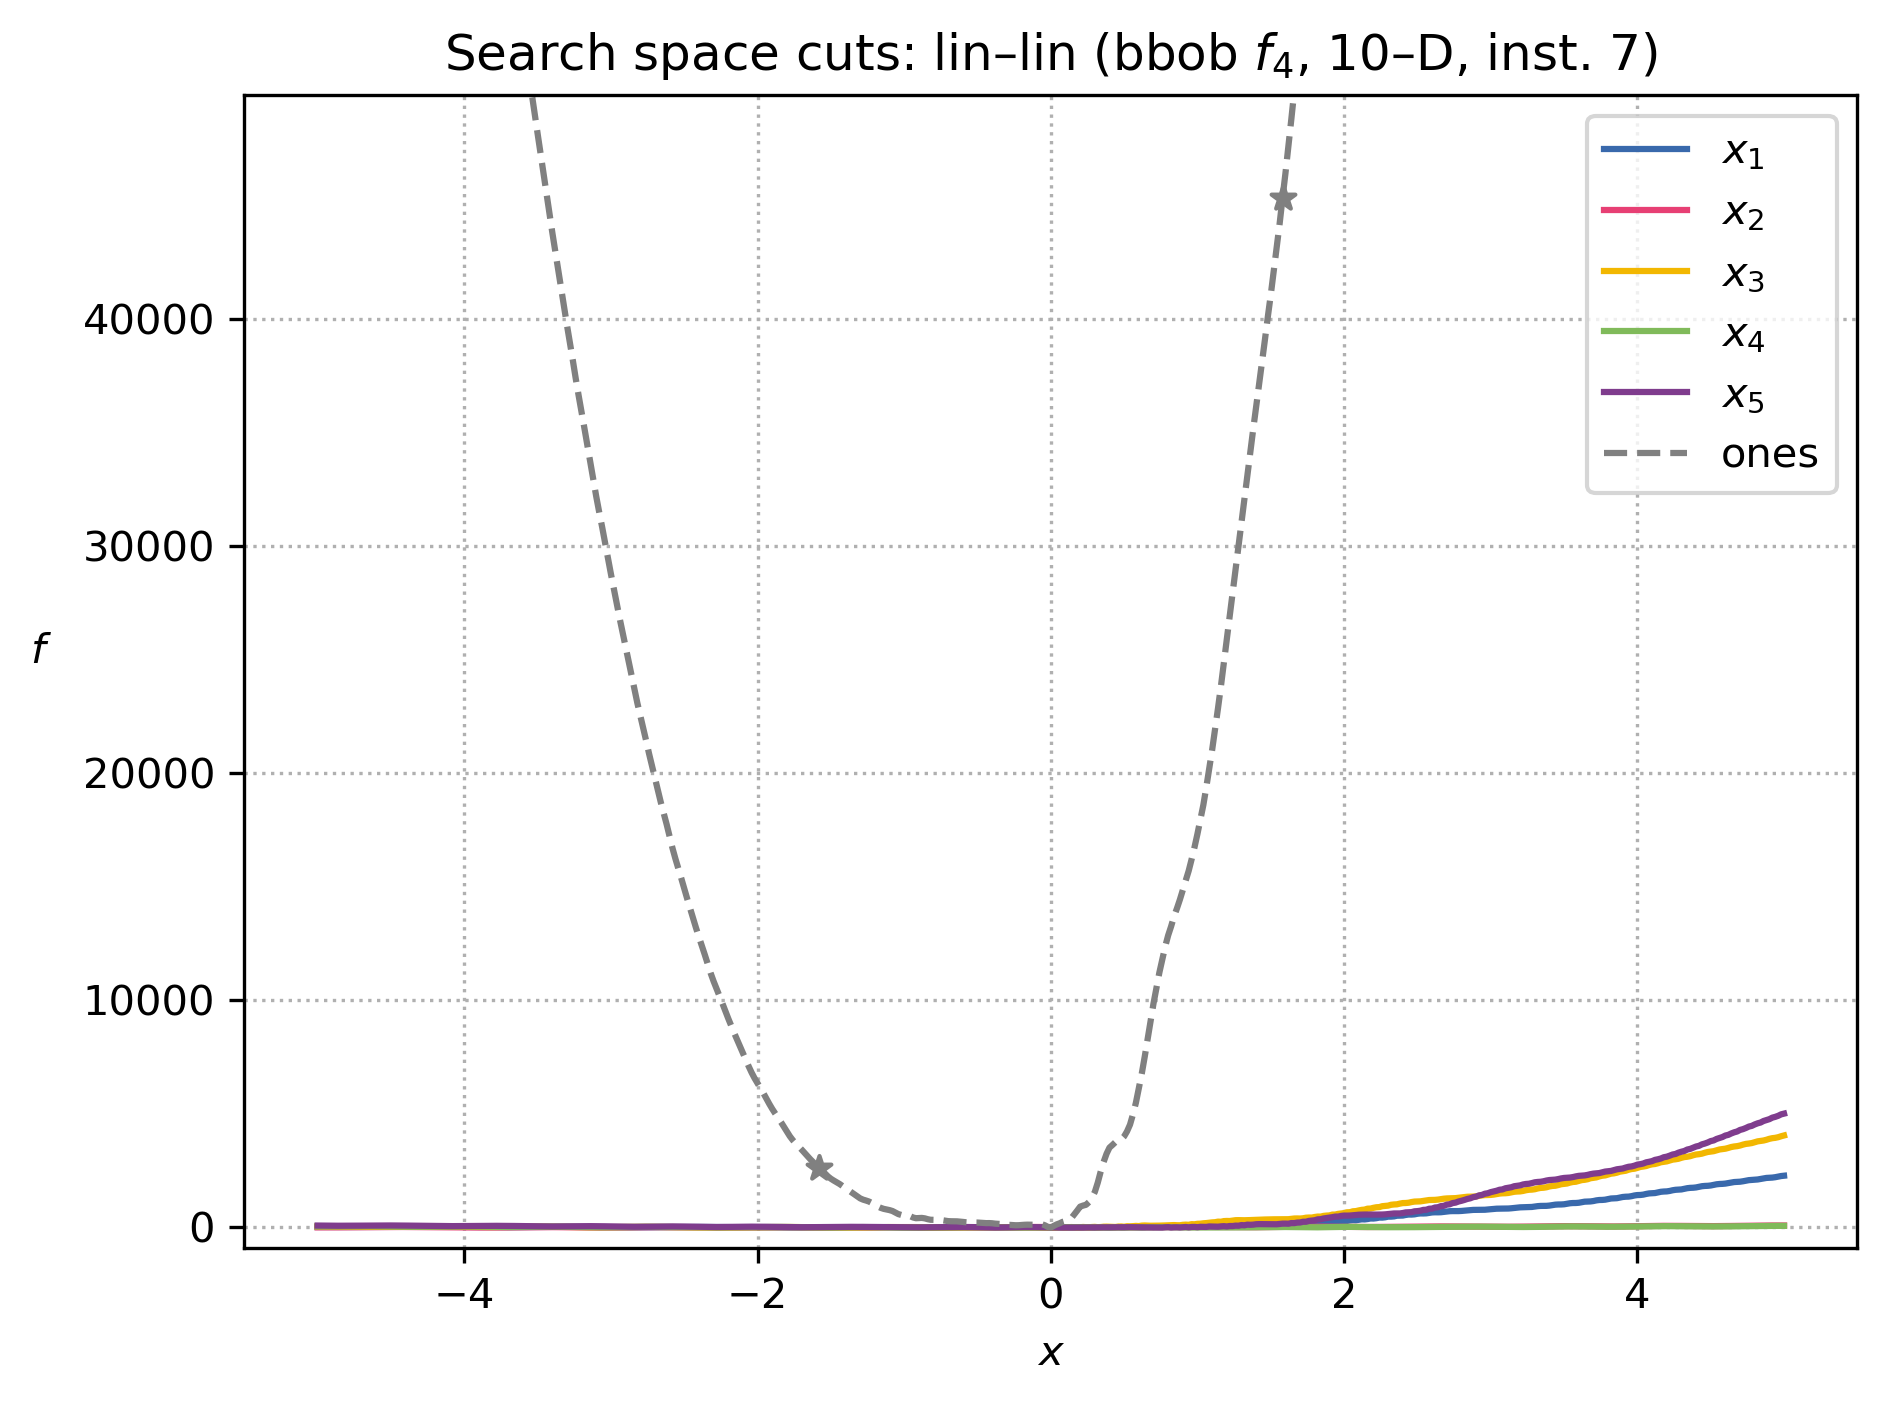 Search space cuts: lin–lin (bbob f₄, 10–D, inst. 7)
x₁
x₂
x₃
x₄
x₅
ones
40000
30000
20000
10000
0
f
−4
−2
0
2
4
x